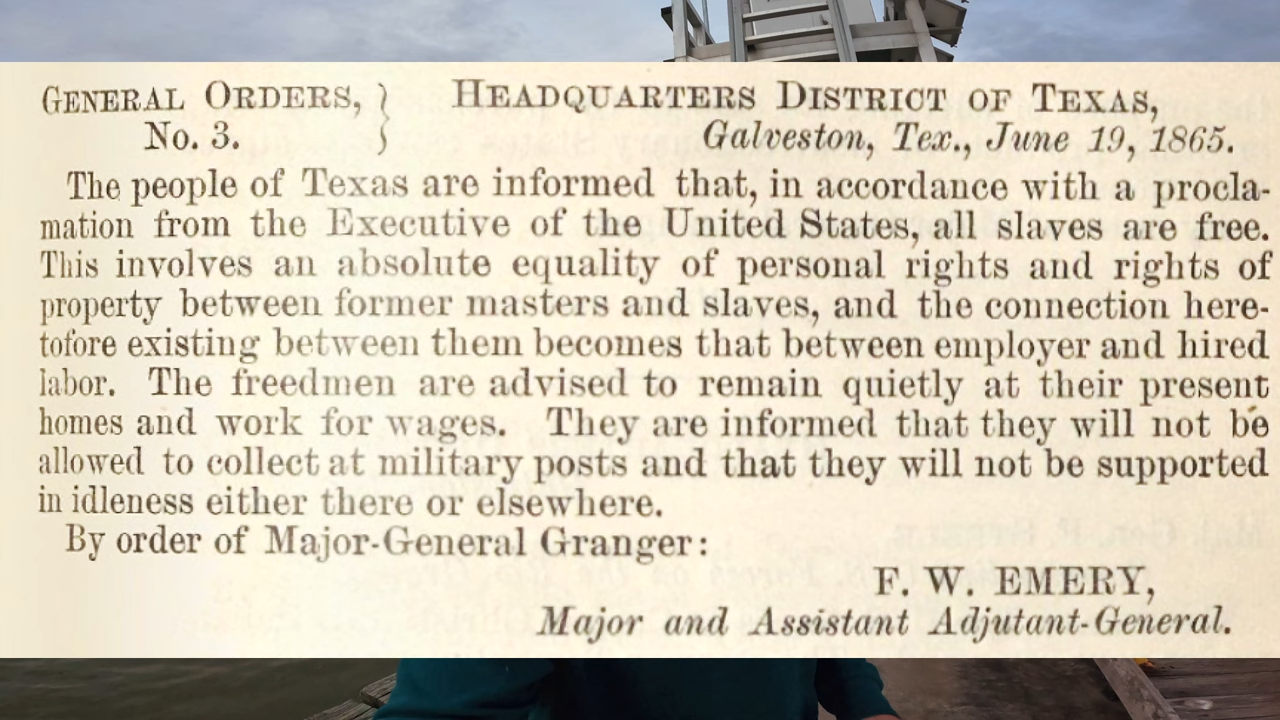 GENERAL ORDERS, } HEADQUARTERS DISTRICT OF TEXAS,
No. 3. Galveston, Tex., June 19, 1865.
The people of Texas are informed that, in accordance with a procla-
mation from the Executive of the United States, all slaves are free.
This involves an absolute equality of personal rights and rights of
property between former masters and slaves, and the connection here-
tofore existing between them becomes that between employer and hired
labor. The freedmen are advised to remain quietly at their present
homes and work for wages. They are informed that they will not be
allowed to collect at military posts and that they will not be supported
in idleness either there or elsewhere.
By order of Major-General Granger:
F. W. EMERY,
Major and Assistant Adjutant-General.